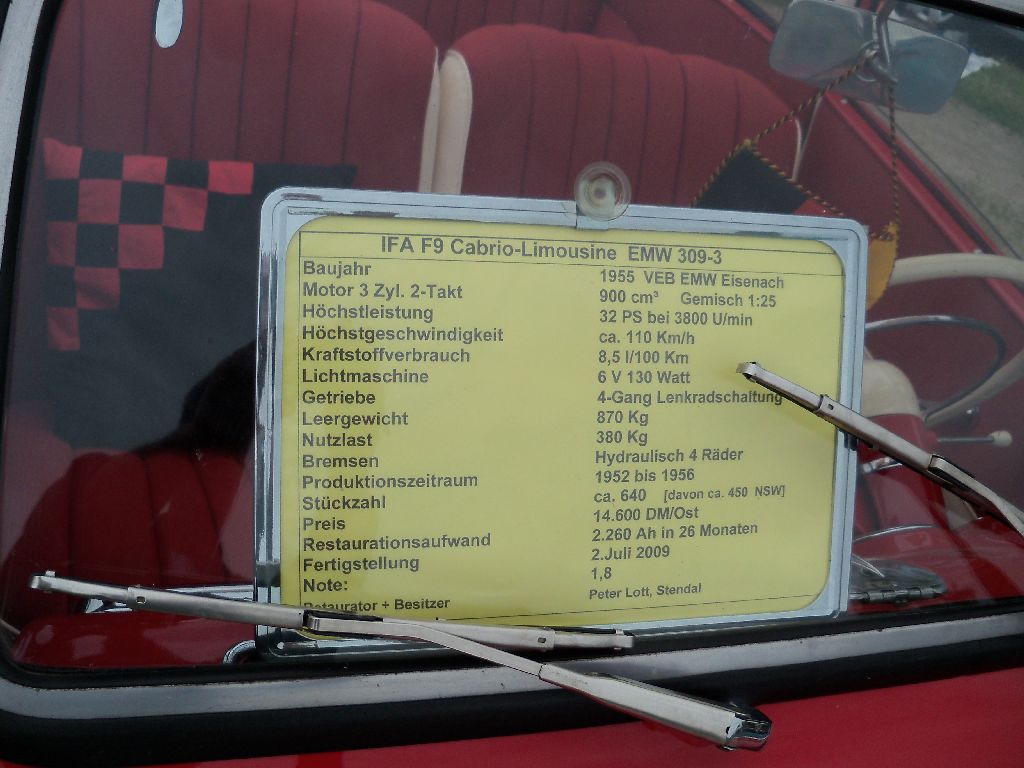 IFA F9 Cabrio-Limousine EMW 309-3
Baujahr 1955 VEB EMW Eisenach
Motor 3 Zyl. 2-Takt 900 cm³ Gemisch 1:25
Höchstleistung 32 PS bei 3800 U/min
Höchstgeschwindigkeit ca. 110 Km/h
Kraftstoffverbrauch 8,5 l/100 Km
Lichtmaschine 6 V 130 Watt
Getriebe 4-Gang Lenkradschaltung
Leergewicht 870 Kg
Nutzlast 380 Kg
Bremsen Hydraulisch 4 Räder
Produktionszeitraum 1952 bis 1956
Stückzahl ca. 640 [davon ca. 450 NSW]
Preis 14.600 DM/Ost
Restaurationsaufwand 2.260 Ah in 26 Monaten
Fertigstellung 2.Juli 2009
Note: 1,8
+ Besitzer Peter Lott, Stendal